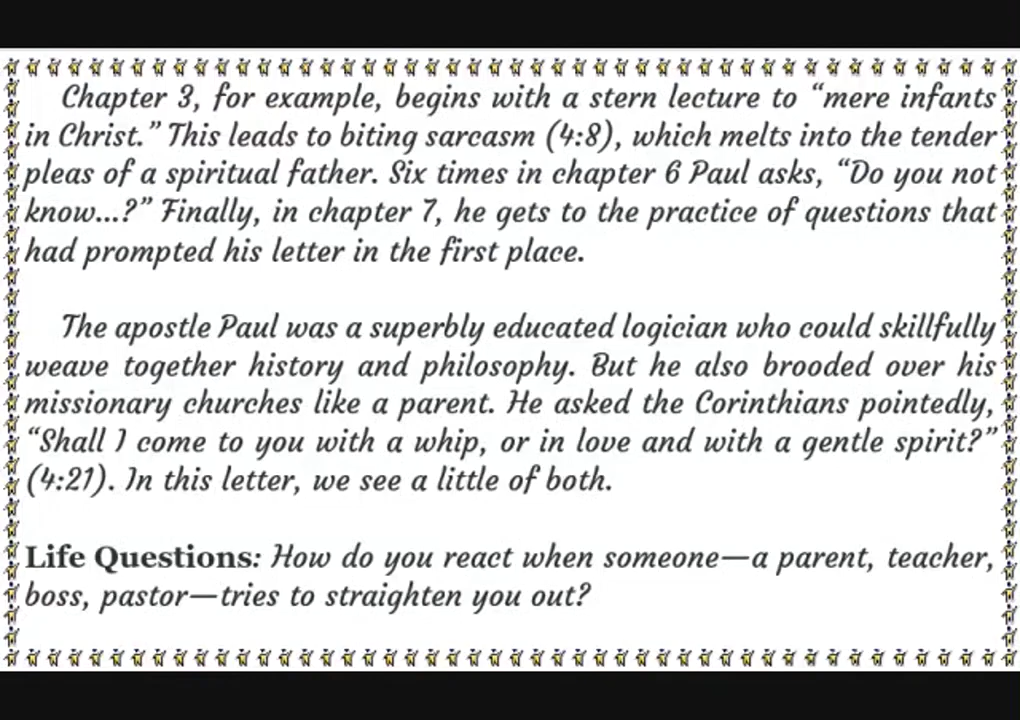 Chapter 3, for example, begins with a stern lecture to “mere infants
in Christ.” This leads to biting sarcasm (4:8), which melts into the tender
pleas of a spiritual father. Six times in chapter 6 Paul asks, “Do you not
know...?” Finally, in chapter 7, he gets to the practice of questions that
had prompted his letter in the first place.
The apostle Paul was a superbly educated logician who could skillfully
weave together history and philosophy. But he also brooded over his
missionary churches like a parent. He asked the Corinthians pointedly,
“Shall I come to you with a whip, or in love and with a gentle spirit?”
(4:21). In this letter, we see a little of both.
Life Questions: How do you react when someone—a parent, teacher,
boss, pastor—tries to straighten you out?